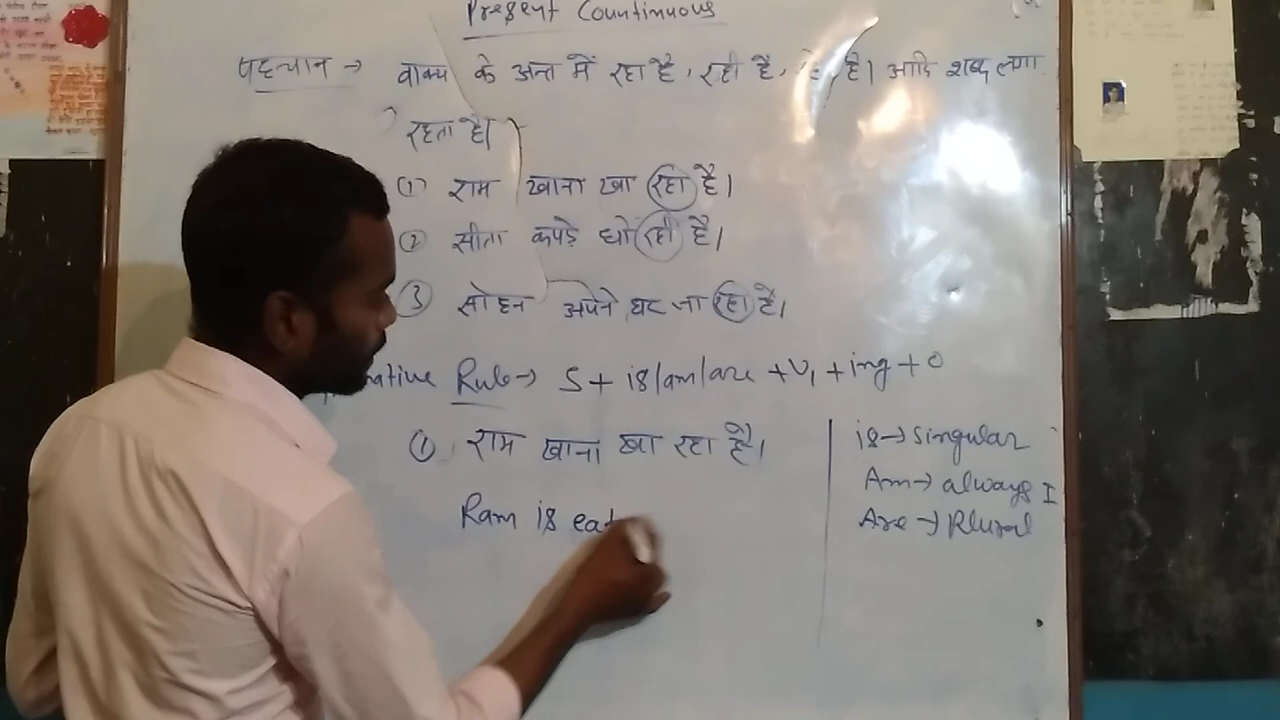 Present Countinuous
पहचान → वाक्य के अन्त में रहा है, रही है, है। आदि शब्द लगा
रहता है।
① राम खाना खा रहा है।
② सीता कपड़े धो रही है।
③ सोहन अपने घर जा रहा है।
Rule → S + is/am/are + V₁ + ing + O
① राम खाना खा रहा है।
Ram is eat
is → singular
Am → always I
Are → Plural